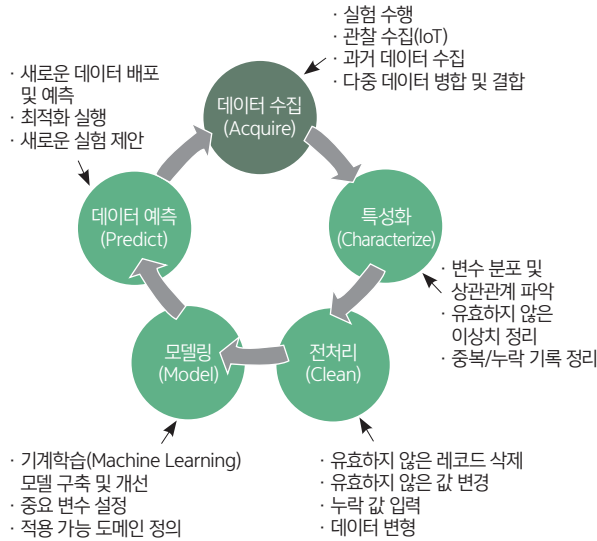 · 실험 수행
· 관찰 수집(IoT)
· 과거 데이터 수집
· 다중 데이터 병합 및 결합
데이터 수집
(Acquire)
특성화
(Characterize)
· 변수 분포 및
상관관계 파악
· 유효하지 않은
이상치 정리
· 중복/누락 기록 정리
전처리
(Clean)
· 유효하지 않은 레코드 삭제
· 유효하지 않은 값 변경
· 누락 값 입력
· 데이터 변형
모델링
(Model)
· 기계학습(Machine Learning)
모델 구축 및 개선
· 중요 변수 설정
· 적용 가능 도메인 정의
데이터 예측
(Predict)
· 새로운 데이터 배포
및 예측
· 최적화 실행
· 새로운 실험 제안